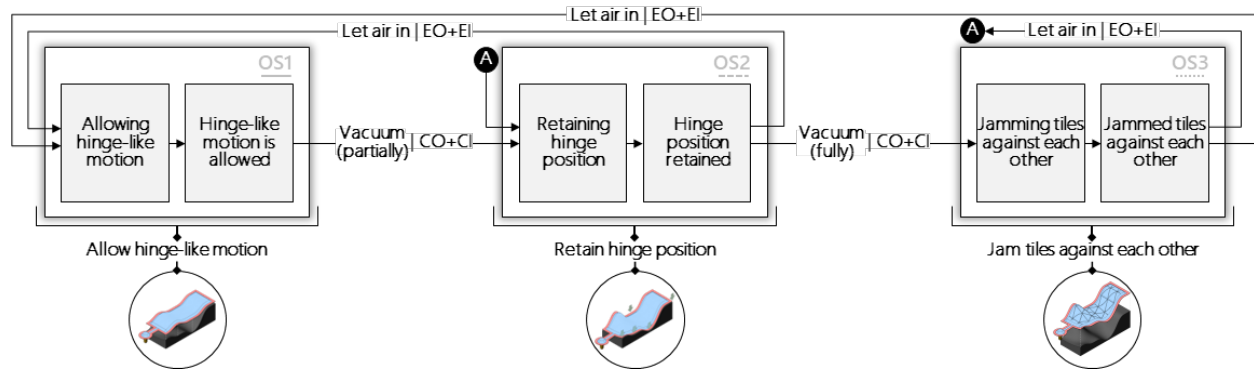 Let air in | EO+EI
Let air in | EO+EI
A
Let air in | EO+EI
OS1
A
OS2
OS3
Allowing
hinge-like
motion
Hinge-like
motion is
allowed
Vacuum
(partially)
| CO+CI
Retaining
hinge
position
Hinge
position
retained
Vacuum
(fully)
| CO+CI
Jamming tiles
against each
other
Jammed tiles
against each
other
Allow hinge-like motion
Retain hinge position
Jam tiles against each other